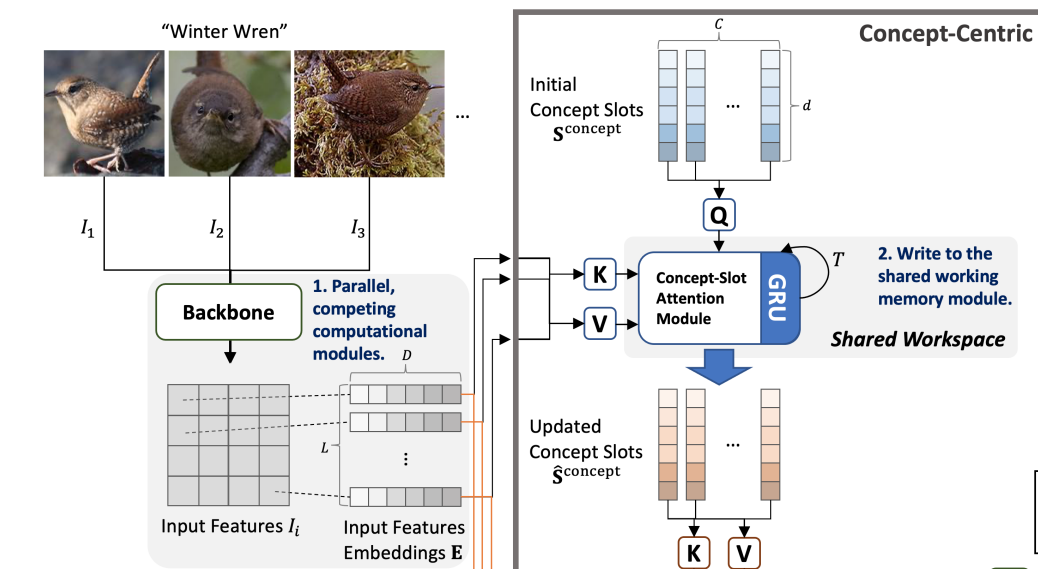 “Winter Wren”
...
I₁
I₂
I₃
Backbone
1. Parallel,
competing
computational
modules.
D
L
⋮
Input Features Iᵢ
Input Features
Embeddings E
Concept-Centric
C
Initial
Concept Slots
S^concept
...
d
Q
K
V
Concept-Slot
Attention
Module
GRU
T
2. Write to the
shared working
memory module.
Shared Workspace
Updated
Concept Slots
Ŝ^concept
...
K
V